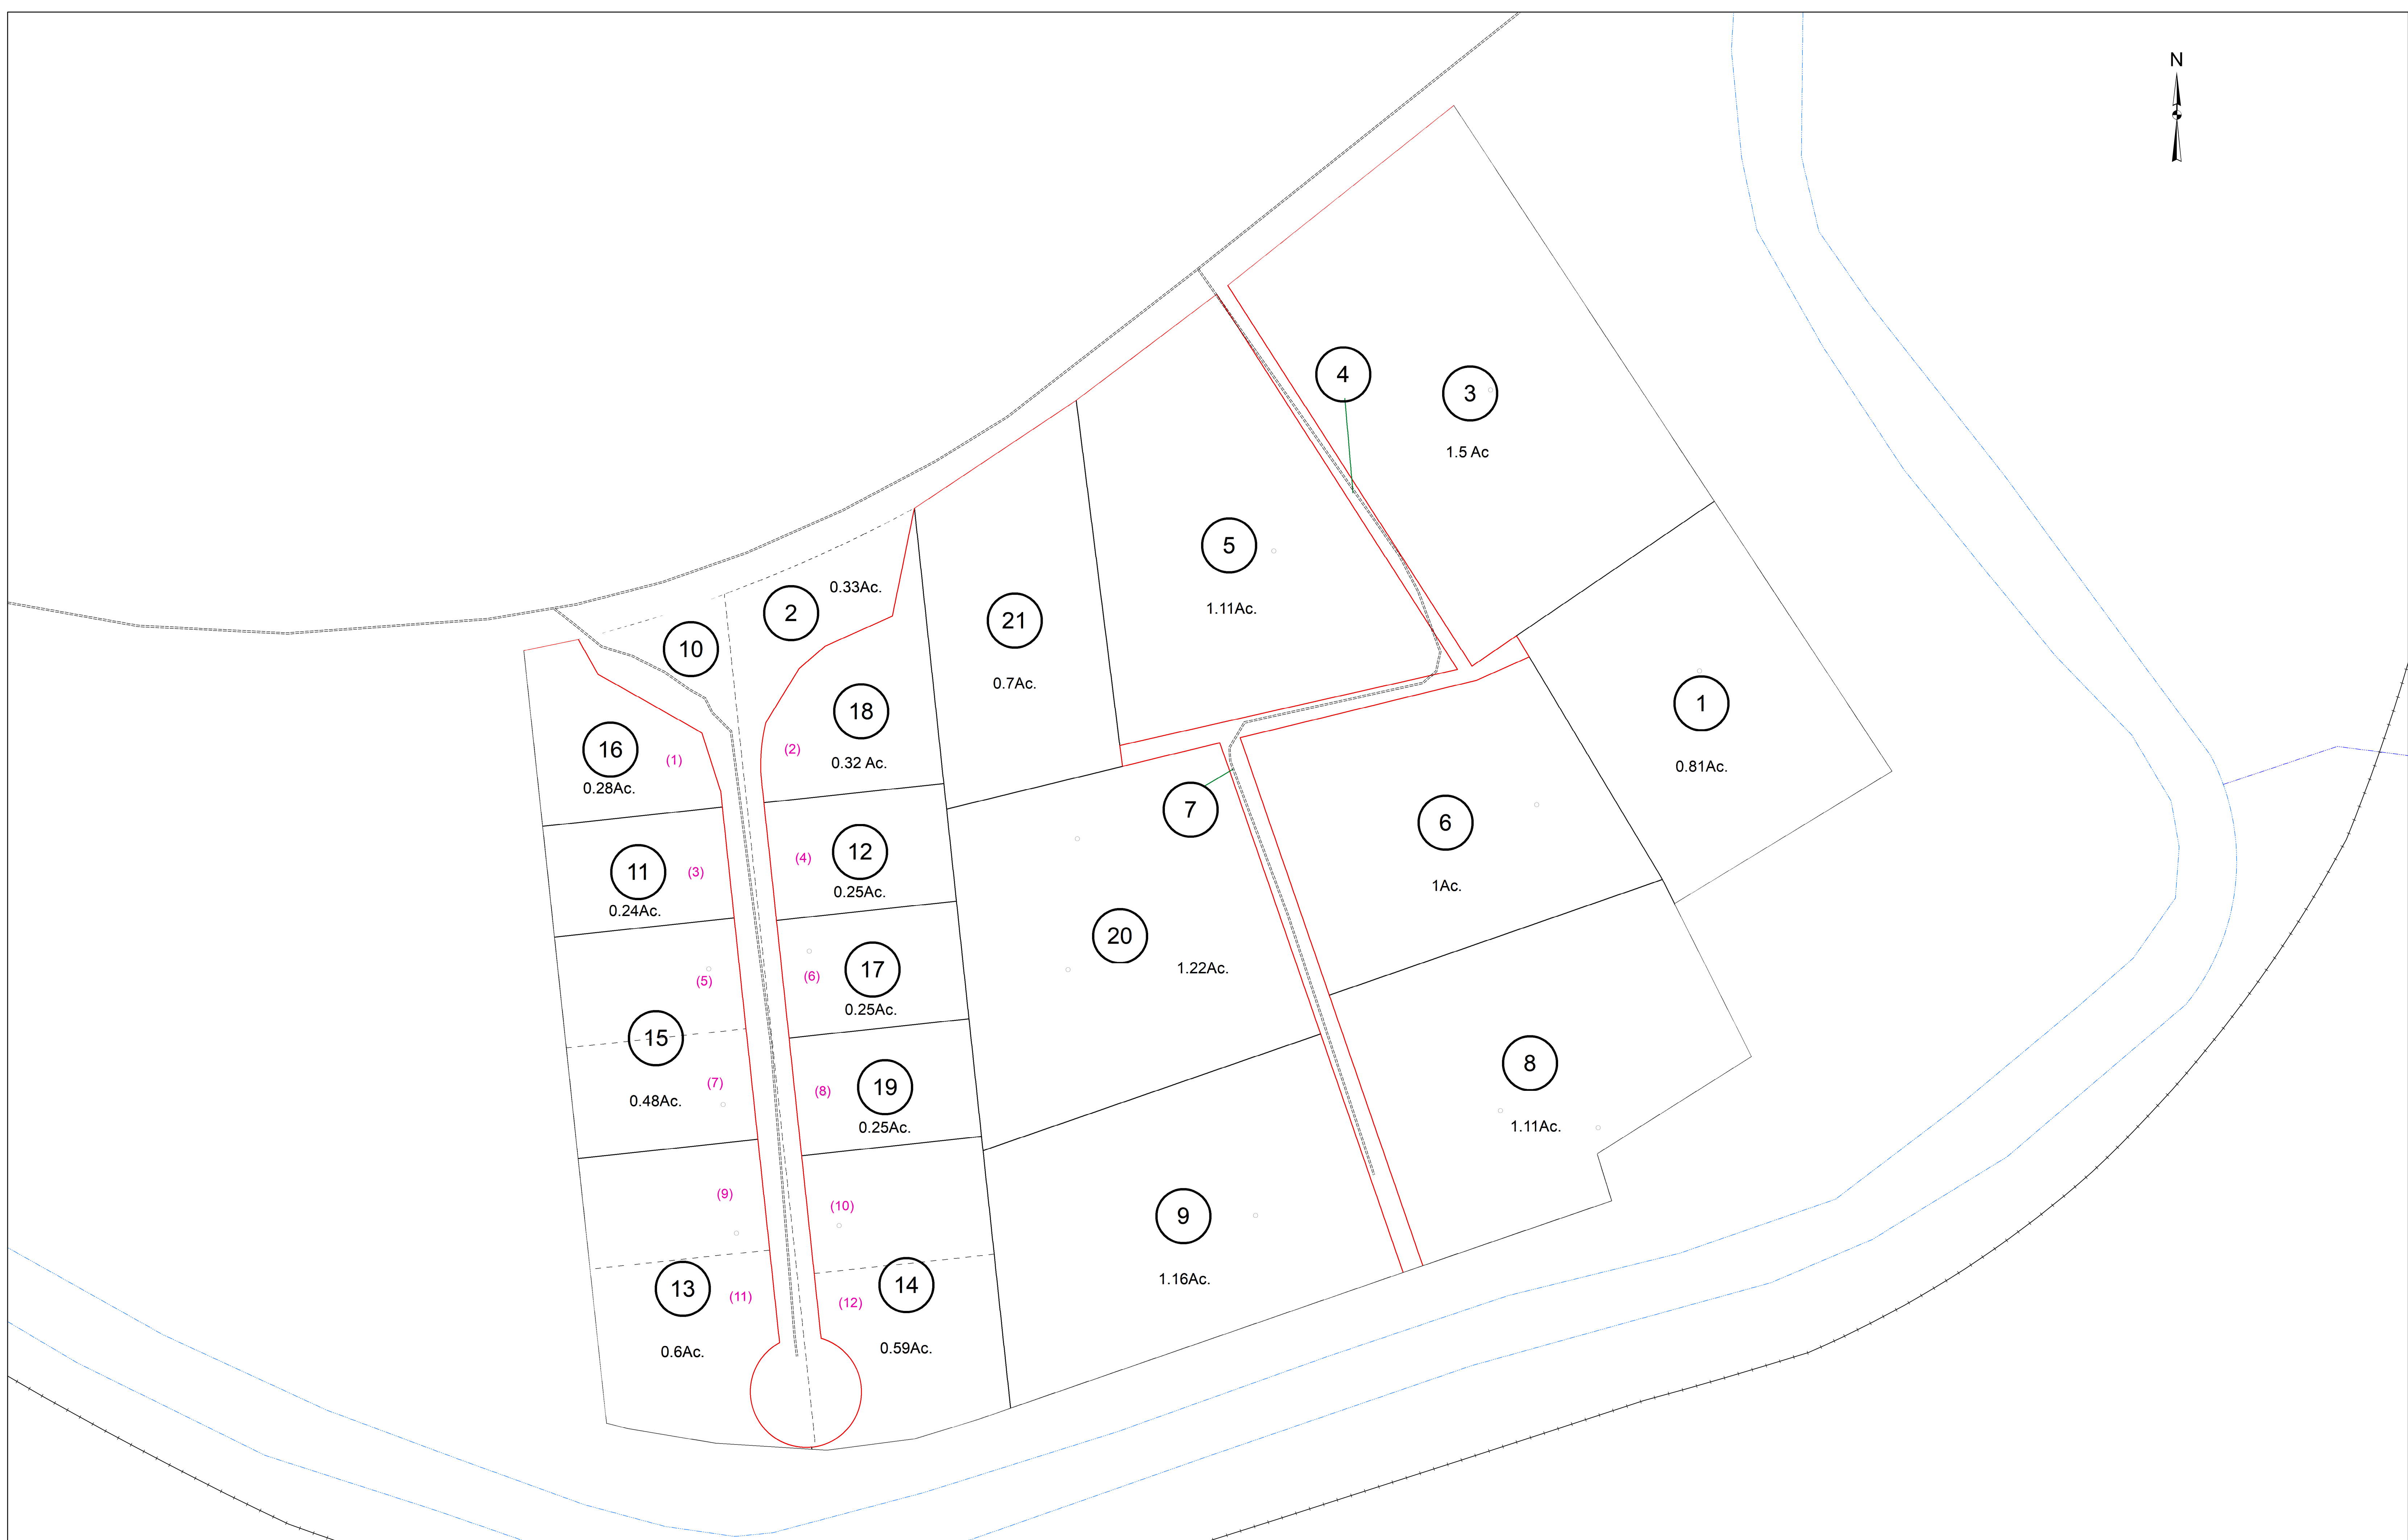 N
4
3
1.5 Ac
5
1.11Ac.
0.33Ac.
2
21
10
0.7Ac.
18
(2)
0.32 Ac.
16
(1)
0.28Ac.
1
0.81Ac.
7
6
1Ac.
11
(3)
0.24Ac.
(4)
12
0.25Ac.
20
1.22Ac.
(5)
(6)
17
0.25Ac.
15
(7)
0.48Ac.
(8)
19
0.25Ac.
8
1.11Ac.
(9)
(10)
9
1.16Ac.
13
(11)
0.6Ac.
14
(12)
0.59Ac.